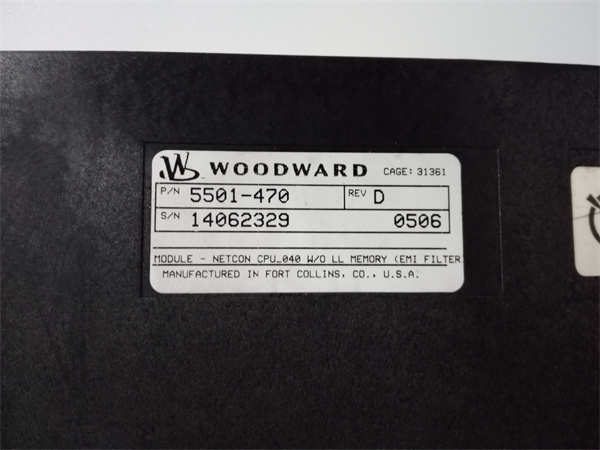 WOODWARD CAGE: 31361
P/N 5501-470 REV D
S/N 14062329 0506
MODULE - NETCON CPU_040 W/O LL MEMORY (EMI FILTER
MANUFACTURED IN FORT COLLINS, CO., U.S.A.